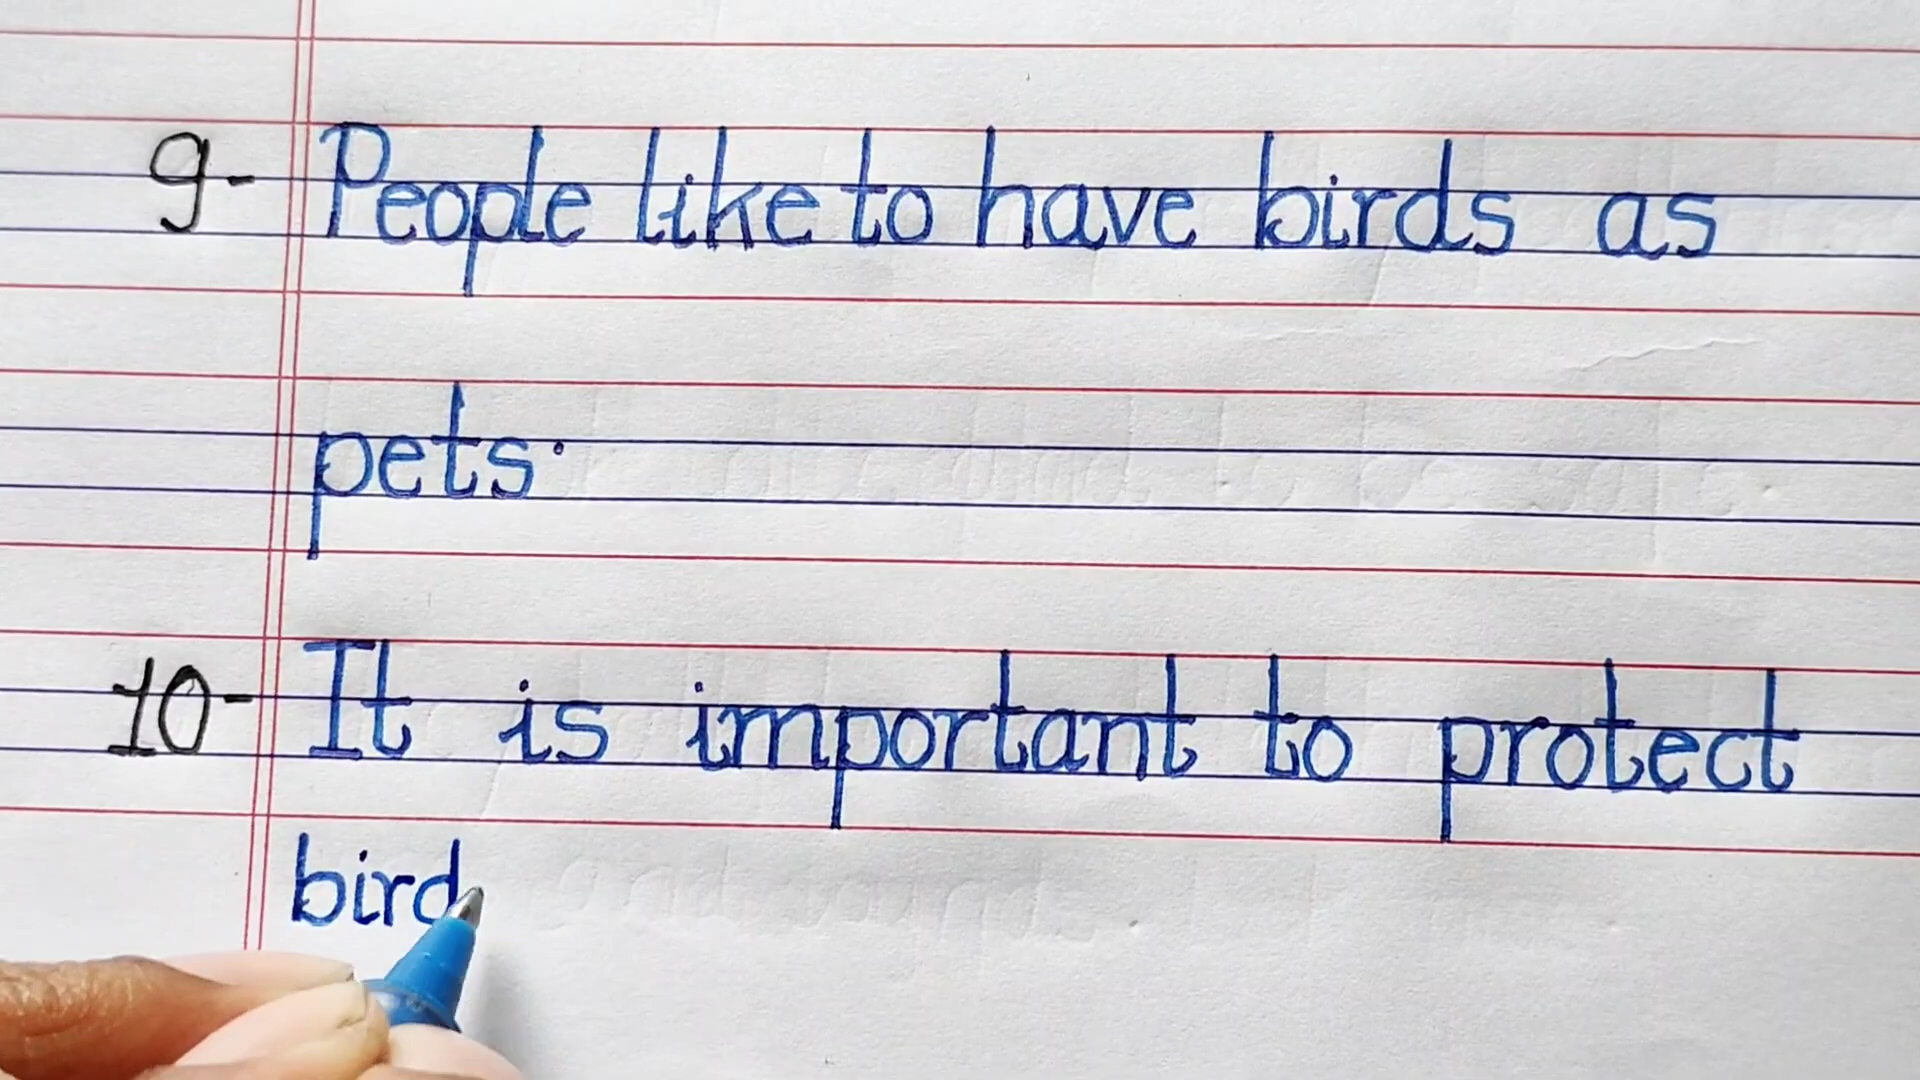 9- People like to have birds as
pets.
10- It is important to protect
bird